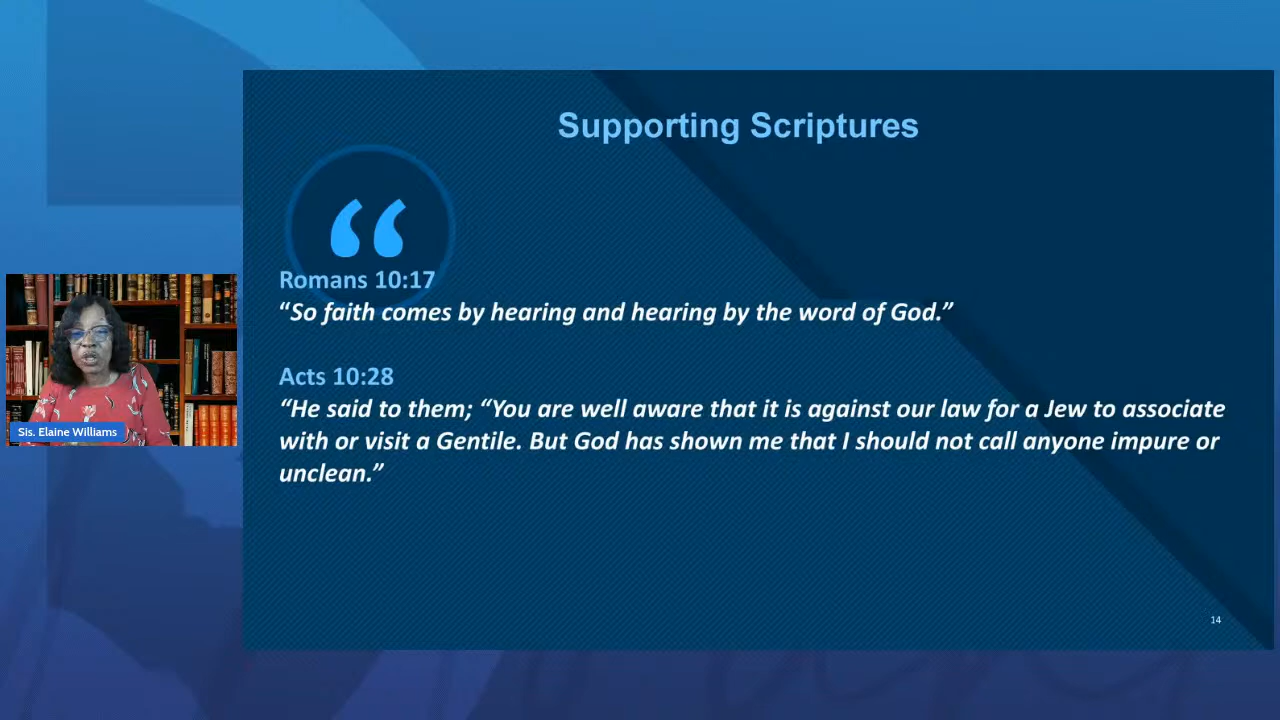 Supporting Scriptures
“
Romans 10:17
“So faith comes by hearing and hearing by the word of God.”
Acts 10:28
“He said to them; “You are well aware that it is against our law for a Jew to associate
with or visit a Gentile. But God has shown me that I should not call anyone impure or
unclean.”
Sis. Elaine Williams
14